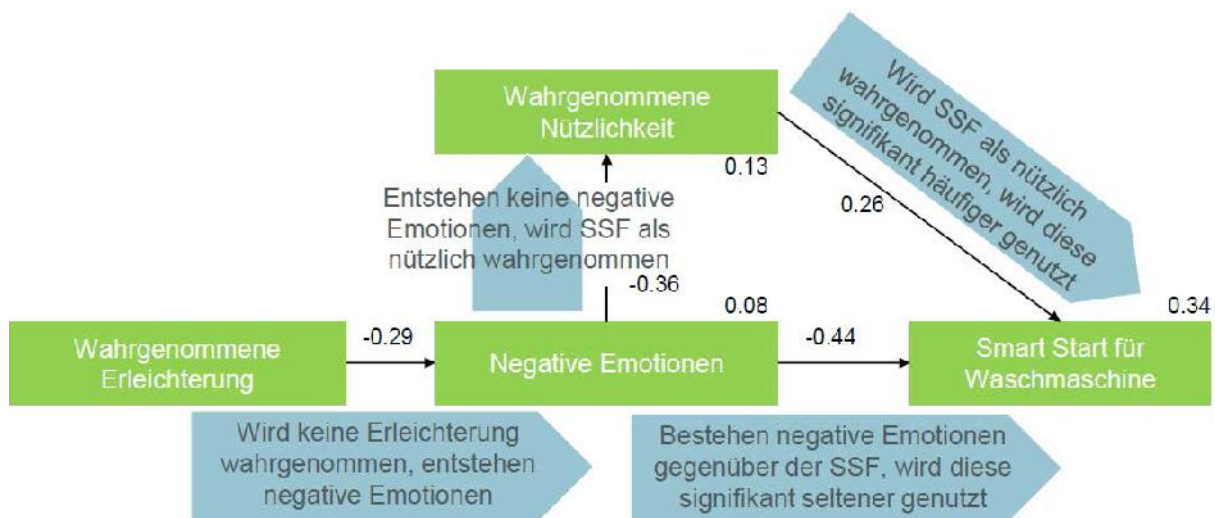 Wahrgenommene
Nützlichkeit
0.13
Wird SSF als nützlich
wahrgenommen, wird diese
signifikant häufiger genutzt
0.26
Entstehen keine negative
Emotionen, wird SSF als
nützlich wahrgenommen
-0.36
0.08
0.34
Wahrgenommene
Erleichterung
-0.29
Negative Emotionen
-0.44
Smart Start für
Waschmaschine
Wird keine Erleichterung
wahrgenommen, entstehen
negative Emotionen
Bestehen negative Emotionen
gegenüber der SSF, wird diese
signifikant seltener genutzt